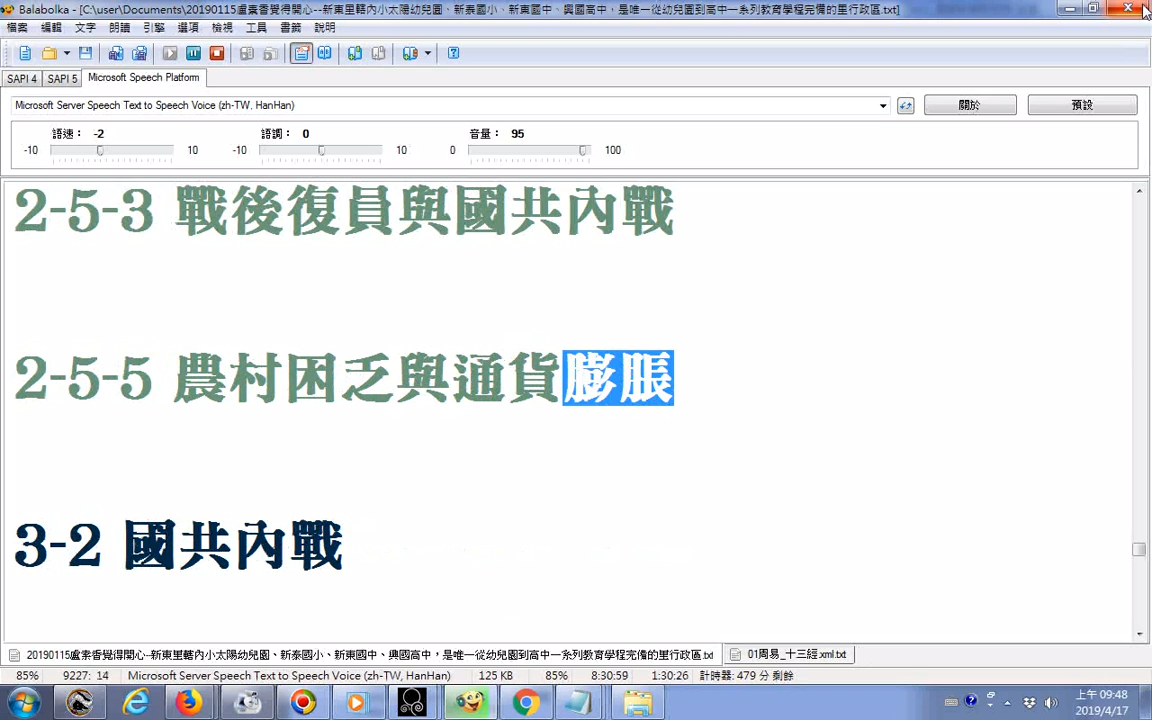 Balabolka - [C:\user\Documents\20190115盧素香覺得開心--新東里轄內小太陽幼兒園、新泰國小、新東國中、興國高中，是唯一從幼兒園到高中一系列教育學程完備的里行政區.txt]
檔案 編輯 文字 朗讀 引擎 選項 檢視 工具 書籤 說明
SAPI 4 SAPI 5 Microsoft Speech Platform
Microsoft Server Speech Text to Speech Voice (zh-TW, HanHan) 關於 預設
語速： -2 語調： 0 音量： 95
-10 10 -10 10 0 100
2-5-3 戰後復員與國共內戰
2-5-5 農村困乏與通貨膨脹
3-2 國共內戰
20190115盧素香覺得開心--新東里轄內小太陽幼兒園、新泰國小、新東國中、興國高中，是唯一從幼兒園到高中一系列教育學程完備的里行政區.txt 01周易_十三經.xml.txt
85% 9227: 14 Microsoft Server Speech Text to Speech Voice (zh-TW, HanHan) 125 KB 85% 8:30:59 1:30:26 計時器: 479 分 剩餘
上午 09:48
2019/4/17